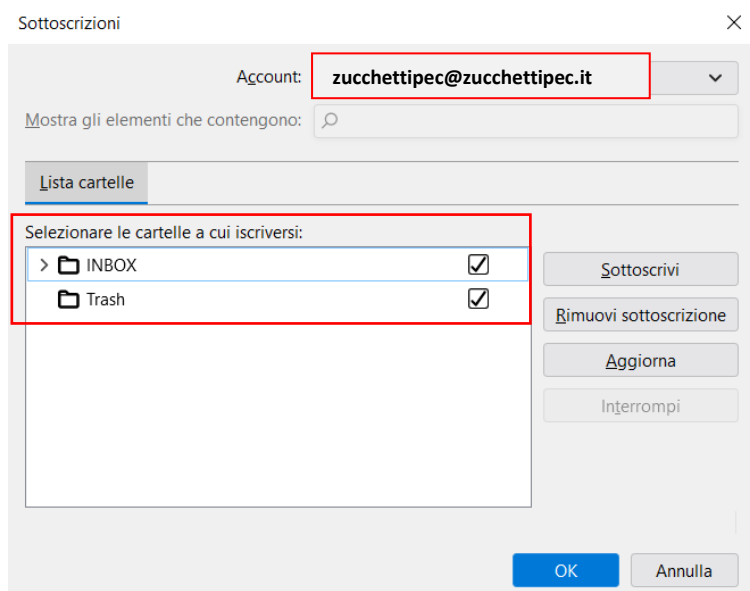 Sottoscrizioni
Account: zucchettipec@zucchettipec.it
Mostra gli elementi che contengono:
Lista cartelle
Selezionare le cartelle a cui iscriversi:
INBOX
Sottoscrivi
Trash
Rimuovi sottoscrizione
Aggiorna
Interrompi
OK Annulla